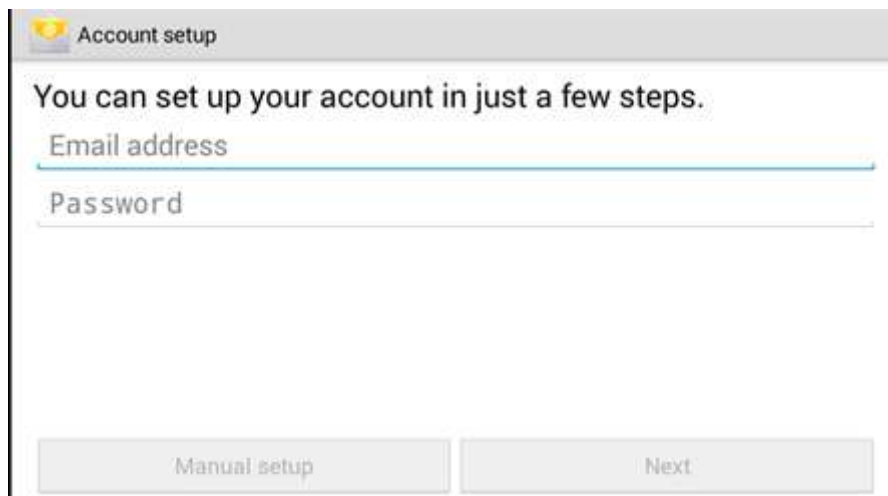 Account setup
You can set up your account in just a few steps.
Email address
Password
Manual setup
Next